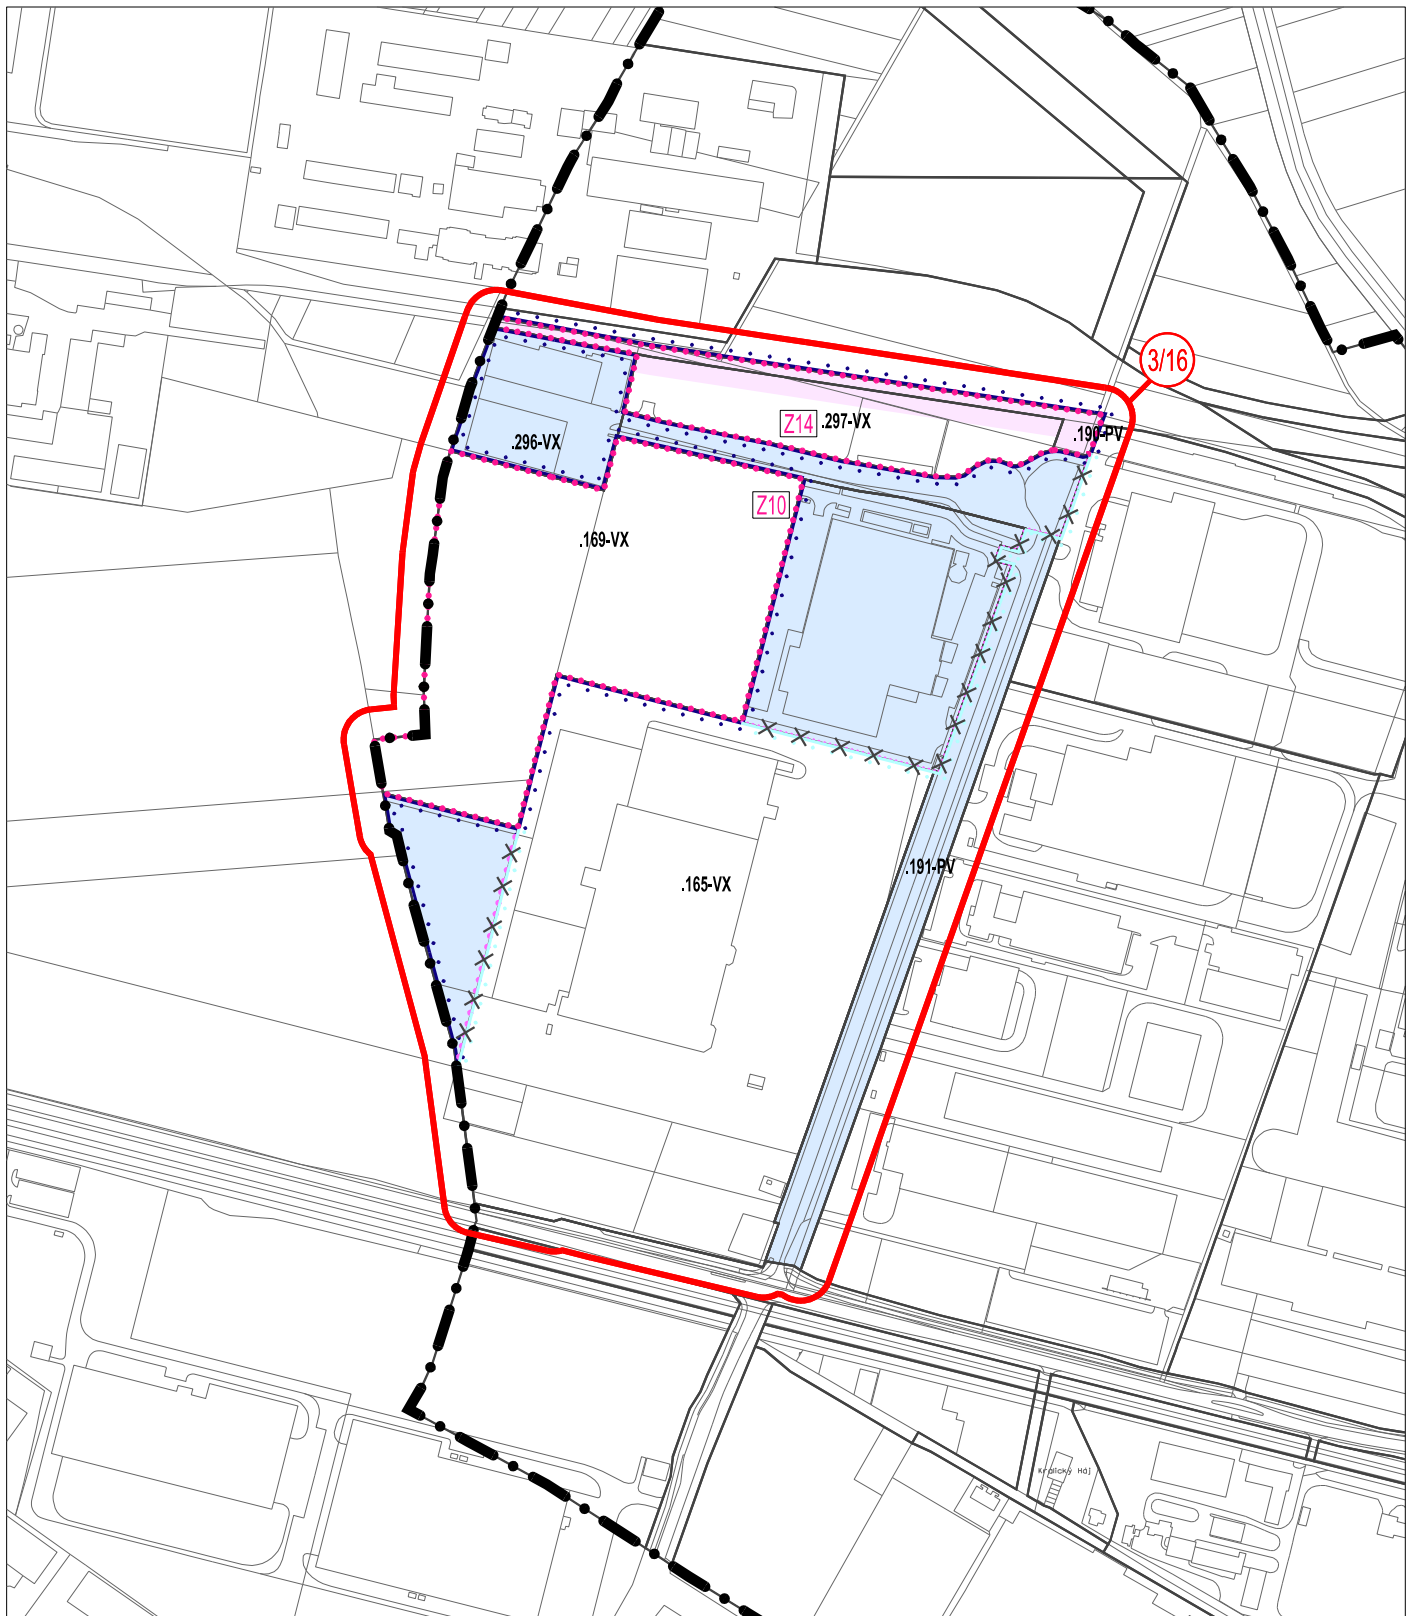 3/16
Z14 .297-VX
.190-PV
.296-VX
Z10
.169-VX
.191-PV
.165-VX
Králický Háj